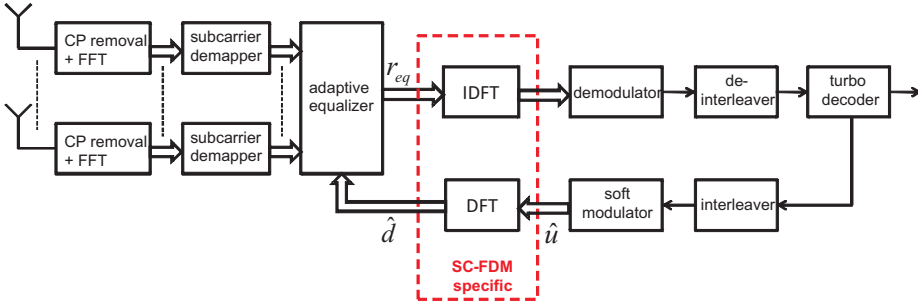 CP removal
+ FFT
subcarrier
demapper
CP removal
+ FFT
subcarrier
demapper
adaptive
equalizer
r_eq
IDFT
demodulator
de-
interleaver
turbo
decoder
DFT
soft
modulator
interleaver
d̂
û
SC-FDM
specific